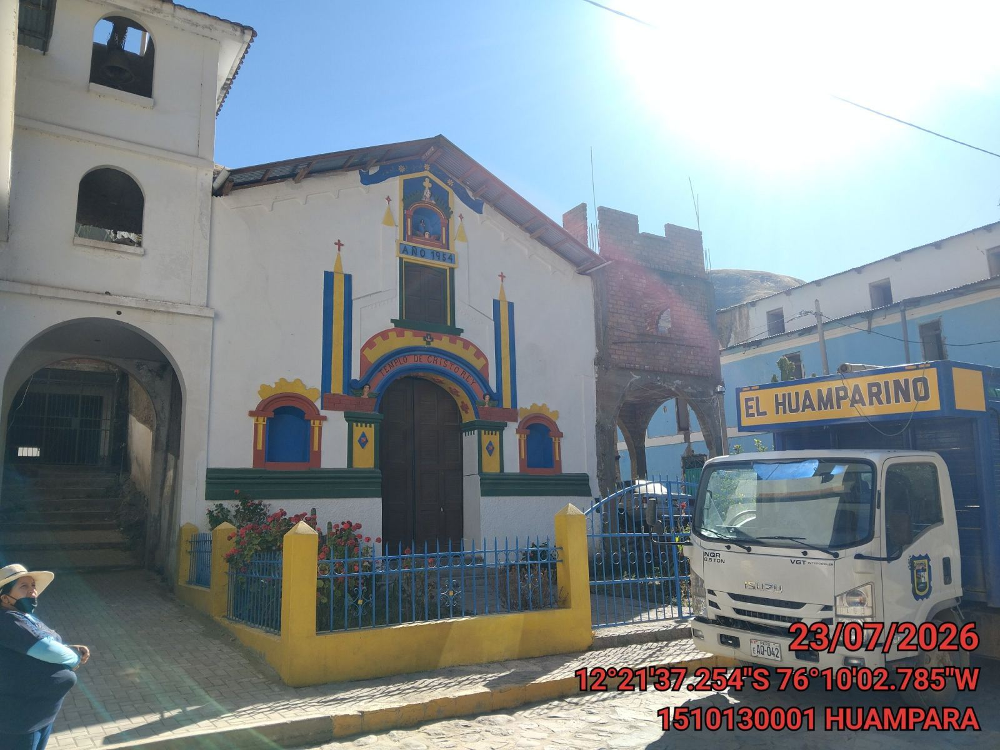 AÑO 1954
TEMPLO DE CRISTO REY
EL HUAMPARINO
NQR
6.5 TON
VGT INTERCOOLER
ISUZU
PERU
EAQ-042
23/07/2026
12°21'37.254"S 76°10'02.785"W
1510130001 HUAMPARA